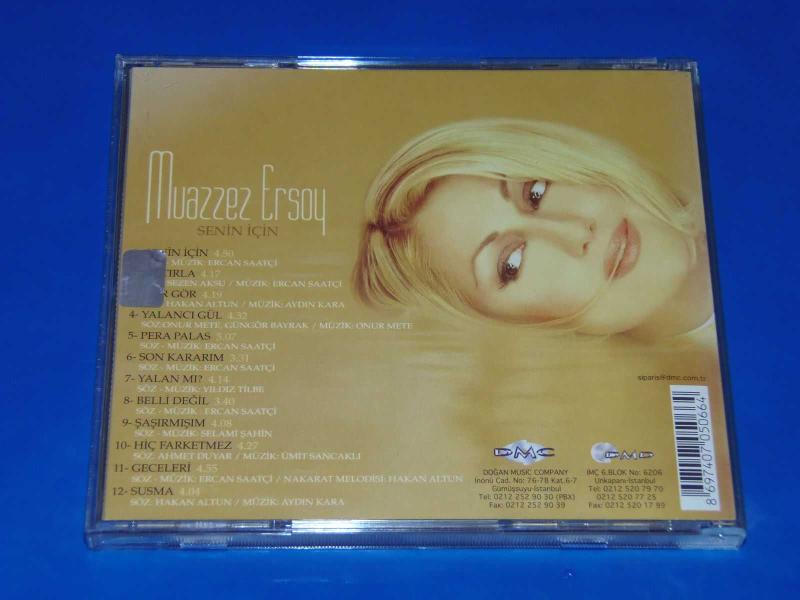 Muazzez Ersoy
SENİN İÇİN
İÇİN 4.50
MÜZİK: ERCAN SAATÇİ
4.17
SEZEN AKSU / MÜZİK: ERCAN SAATÇİ
GÖR 4.19
HAKAN ALTUN / MÜZİK: AYDIN KARA
4- YALANCI GÜL 4.32
SÖZ:ONUR METE, GÜNGÖR BAYRAK / MÜZİK: ONUR METE
5- PERA PALAS 5.07
SÖZ - MÜZİK: ERCAN SAATÇİ
6- SON KARARIM 3.31
SÖZ - MÜZİK: ERCAN SAATÇİ
7- YALAN MI? 4.14
SÖZ - MÜZİK: YILDIZ TİLBE
8- BELLİ DEĞİL 3.40
SÖZ - MÜZİK: ERCAN SAATÇİ
9- ŞAŞIRMIŞIM 4.08
SÖZ - MÜZİK: SELAMİ ŞAHİN
10- HİÇ FARKETMEZ 4.27
SÖZ: AHMET DUYAR / MÜZİK: ÜMİT SANCAKLI
11- GECELERİ 4.55
SÖZ - MÜZİK: ERCAN SAATÇİ / NAKARAT MELODİSİ: HAKAN ALTUN
12- SUSMA 4.04
SÖZ: HAKAN ALTUN / MÜZİK: AYDIN KARA
siparis@dmc.com.tr
DMC
DOĞAN MUSIC COMPANY
İnönü Cad. No: 76-78 Kat.6-7
Gümüşsuyu-İstanbul
Tel: 0212 252 90 30 (PBX)
Fax: 0212 252 90 39
DMD
İMÇ 6.BLOK No: 6206
Unkapanı-İstanbul
Tel: 0212 520 79 70
0212 520 77 25
Fax: 0212 520 17 99
8 697407 050664